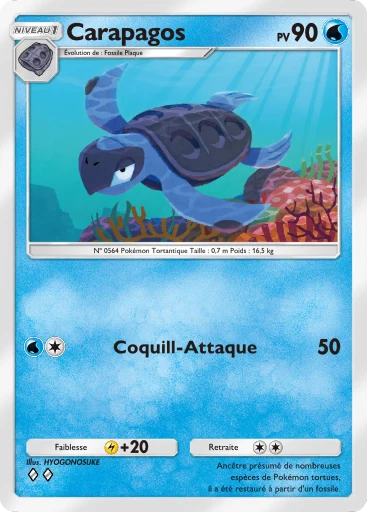 NIVEAU 1
Carapagos
PV 90
Évolution de : Fossile Plaque
N° 0564 Pokémon Tortantique Taille : 0,7 m Poids : 16,5 kg
Coquill-Attaque 50
Faiblesse +20 Retraite
Illus. HYOGONOSUKE
Ancêtre présumé de nombreuses
espèces de Pokémon tortues,
il a été restauré à partir d'un fossile.